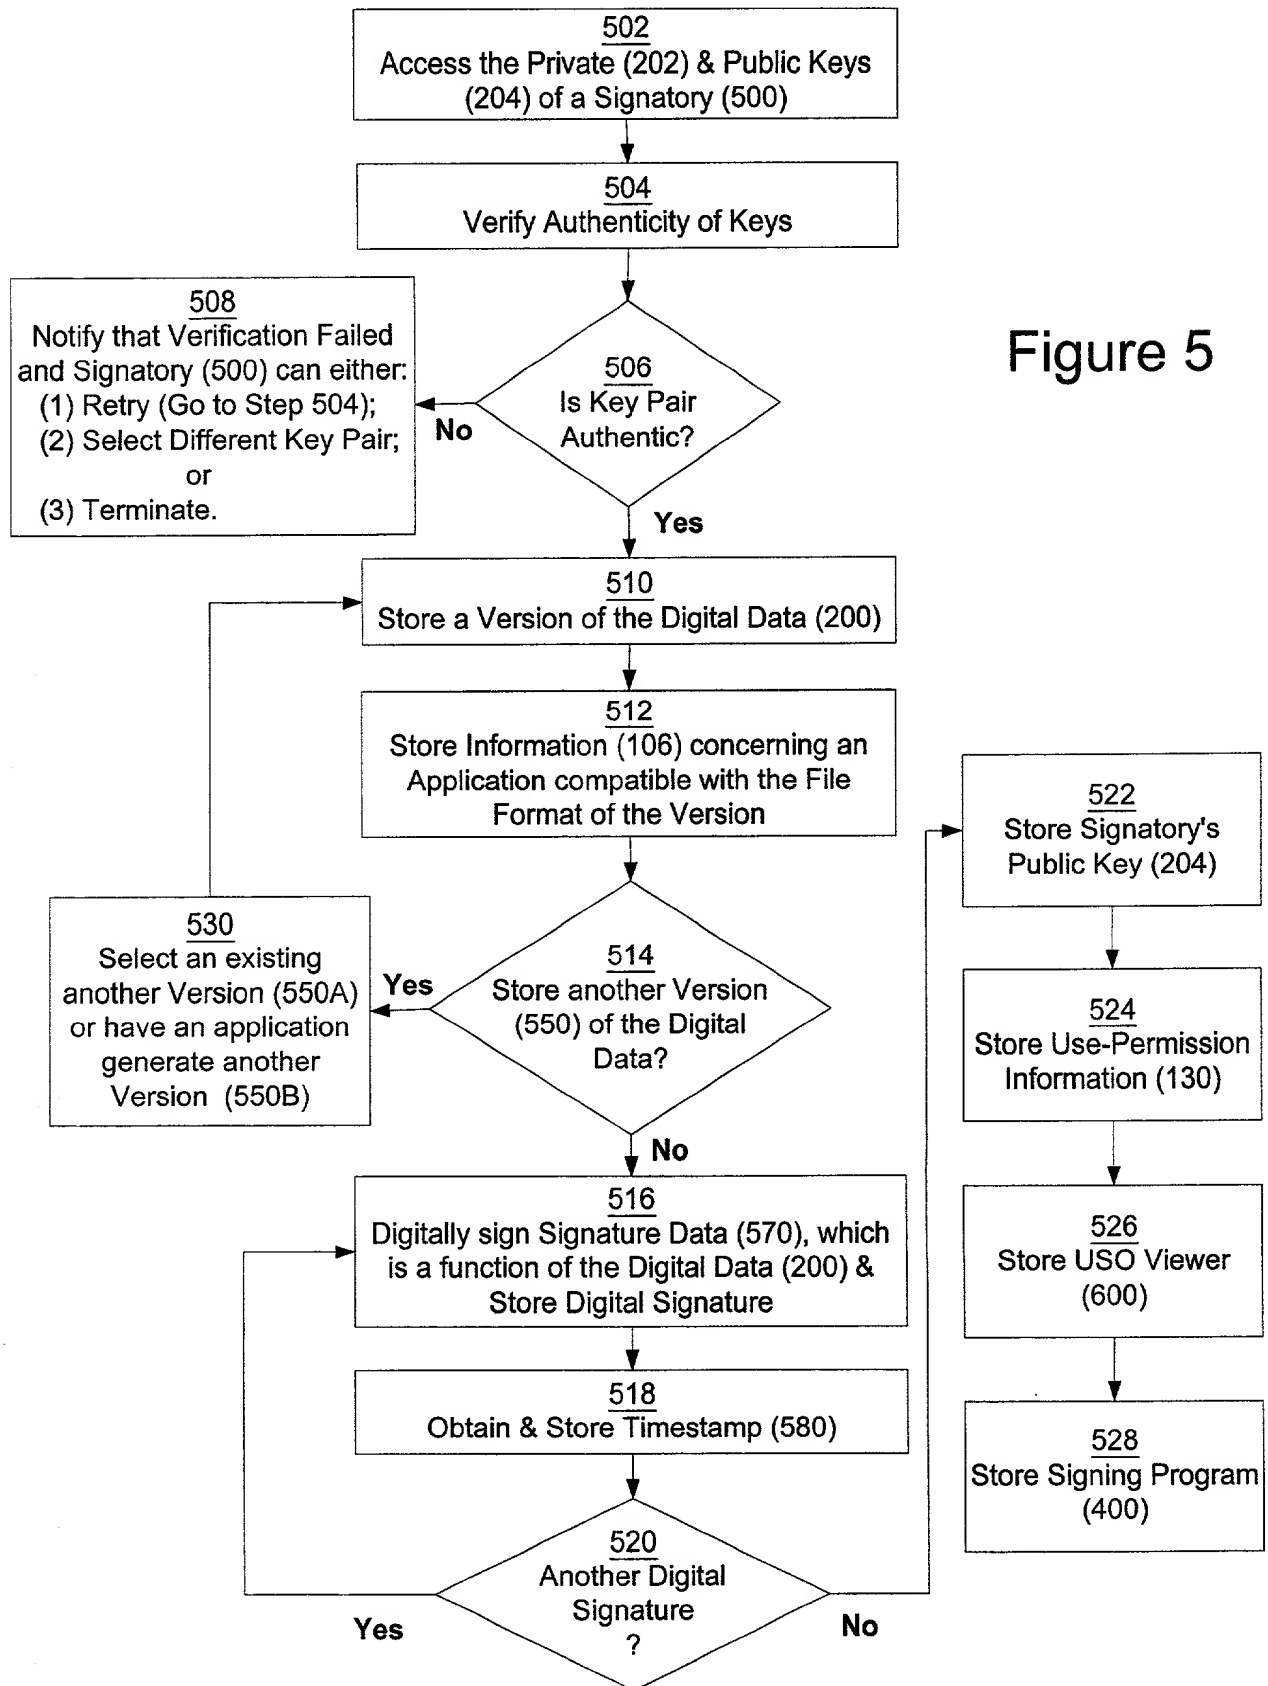 502
Access the Private (202) & Public Keys
(204) of a Signatory (500)
504
Verify Authenticity of Keys
508
Notify that Verification Failed
and Signatory (500) can either:
(1) Retry (Go to Step 504);
(2) Select Different Key Pair;
or
(3) Terminate.
506
Is Key Pair
Authentic?
No
Yes
Figure 5
510
Store a Version of the Digital Data (200)
512
Store Information (106) concerning an
Application compatible with the File
Format of the Version
514
Store another Version
(550) of the Digital
Data?
Yes
No
530
Select an existing
another Version (550A)
or have an application
generate another
Version (550B)
516
Digitally sign Signature Data (570), which
is a function of the Digital Data (200) &
Store Digital Signature
518
Obtain & Store Timestamp (580)
520
Another Digital
Signature
?
Yes
No
522
Store Signatory's
Public Key (204)
524
Store Use-Permission
Information (130)
526
Store USO Viewer
(600)
528
Store Signing Program
(400)